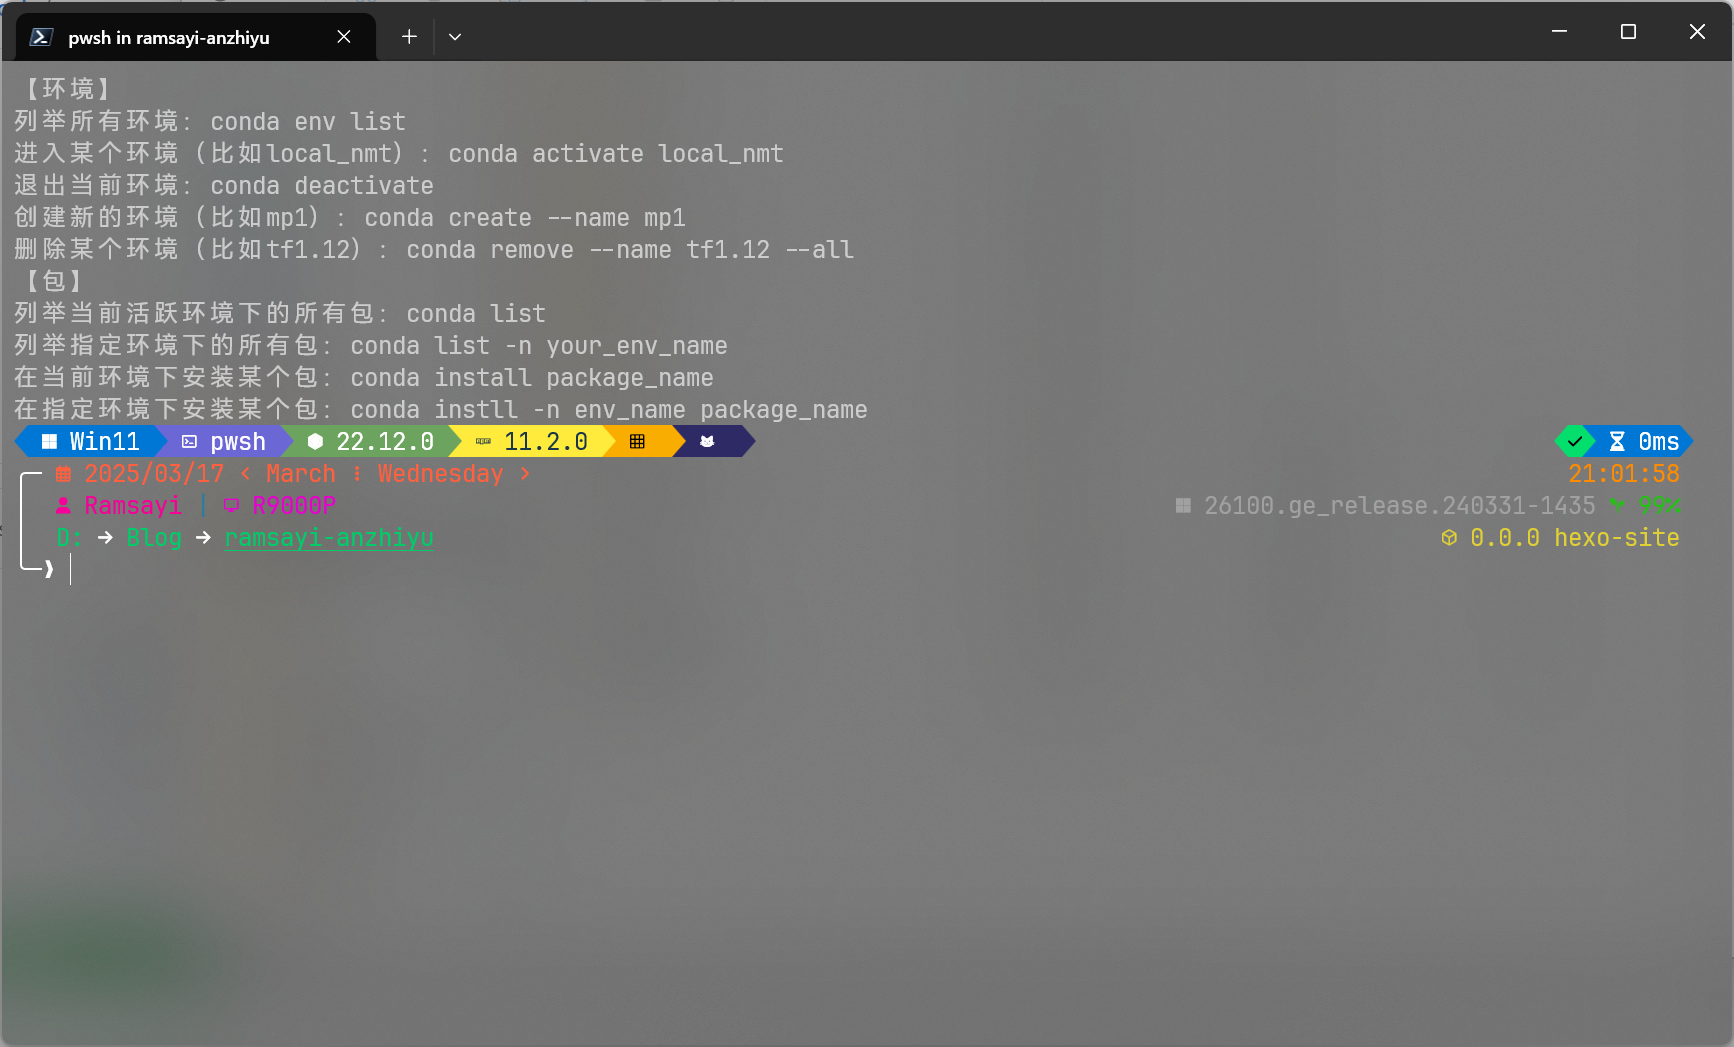 pwsh in ramsayi-anzhiyu
【环境】
列举所有环境: conda env list
进入某个环境（比如local_nmt）: conda activate local_nmt
退出当前环境: conda deactivate
创建新的环境（比如mp1）: conda create --name mp1
删除某个环境（比如tf1.12）: conda remove --name tf1.12 --all
【包】
列举当前活跃环境下的所有包: conda list
列举指定环境下的所有包: conda list -n your_env_name
在当前环境下安装某个包: conda install package_name
在指定环境下安装某个包: conda instll -n env_name package_name
Win11 pwsh 22.12.0 11.2.0 0ms
2025/03/17 < March ⋮ Wednesday > 21:01:58
Ramsayi | R9000P 26100.ge_release.240331-1435 99%
D: → Blog → ramsayi-anzhiyu 0.0.0 hexo-site